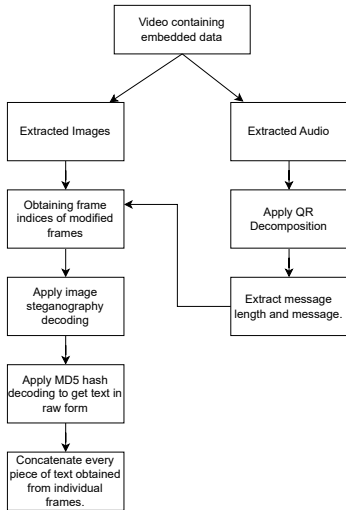 Video containing
embedded data
Extracted Images
Extracted Audio
Obtaining frame
indices of modified
frames
Apply QR
Decomposition
Apply image
steganography
decoding
Extract message
length and message.
Apply MD5 hash
decoding to get text in
raw form
Concatenate every
piece of text obtained
from individual
frames.